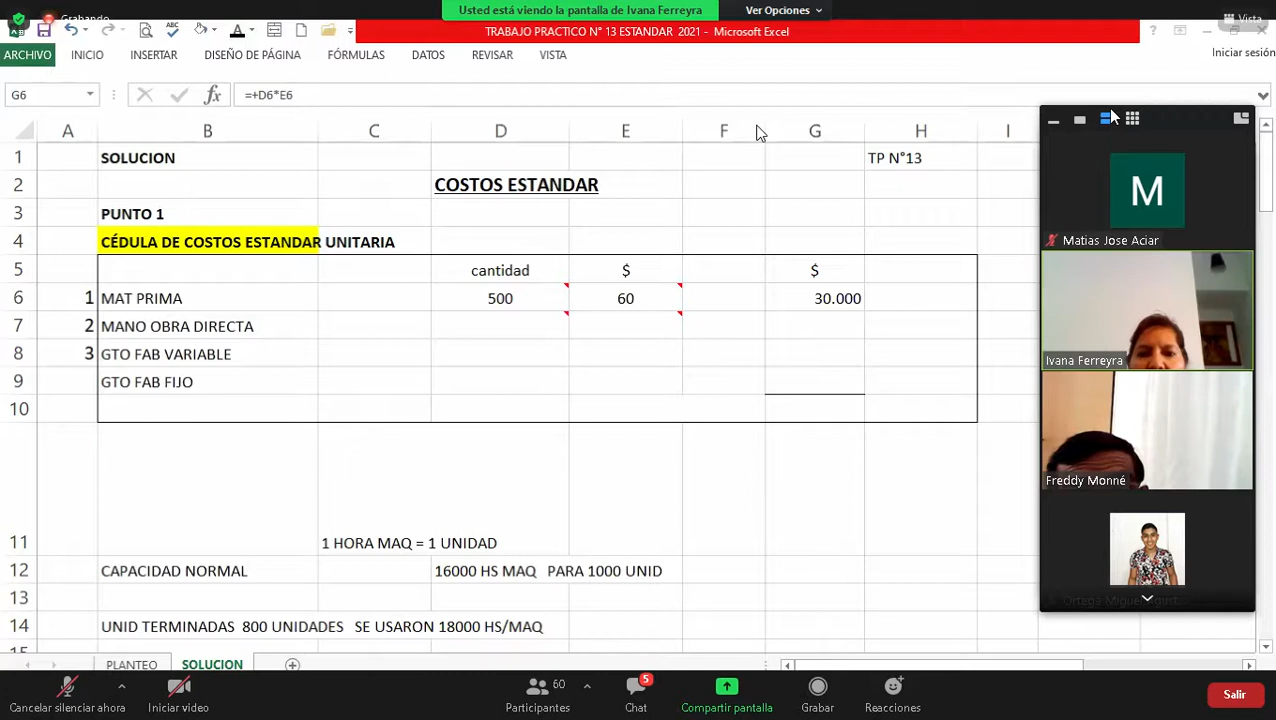 Grabando
Usted está viendo la pantalla de Ivana Ferreyra
Ver Opciones
Vista
TRABAJO PRACTICO N° 13 ESTANDAR 2021 - Microsoft Excel
ARCHIVO INICIO INSERTAR DISEÑO DE PÁGINA FÓRMULAS DATOS REVISAR VISTA Iniciar sesión
G6 fx =+D6*E6
A B C D E F G H I
1 SOLUCION TP N°13
2 COSTOS ESTANDAR
3 PUNTO 1
4 CÉDULA DE COSTOS ESTANDAR UNITARIA
5 cantidad $ $
6 1 MAT PRIMA 500 60 30.000
7 2 MANO OBRA DIRECTA
8 3 GTO FAB VARIABLE
9 GTO FAB FIJO
10
11 1 HORA MAQ = 1 UNIDAD
12 CAPACIDAD NORMAL 16000 HS MAQ PARA 1000 UNID
13
14 UNID TERMINADAS 800 UNIDADES SE USARON 18000 HS/MAQ
15
M
Matias Jose Aciar
Ivana Ferreyra
Freddy Monné
PLANTEO SOLUCION
60 5
Cancelar silenciar ahora Iniciar video Participantes Chat Compartir pantalla Grabar Reacciones Salir